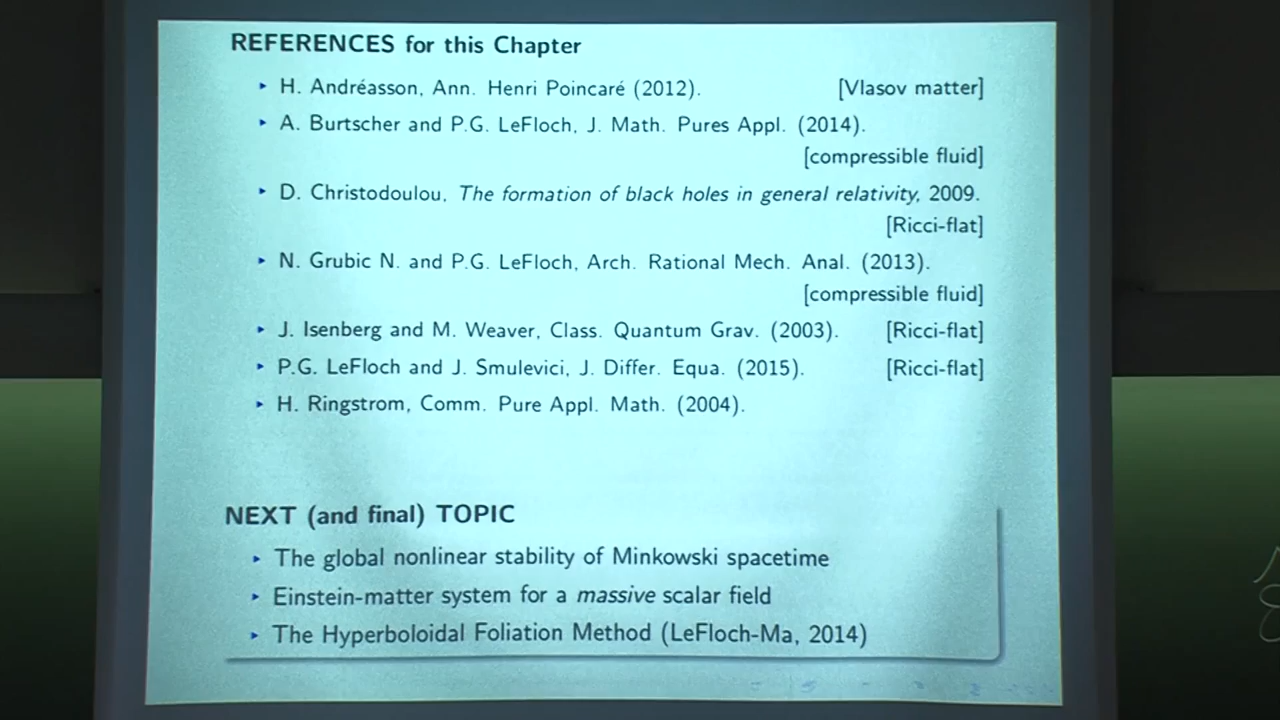 REFERENCES for this Chapter
‣ H. Andréasson, Ann. Henri Poincaré (2012). [Vlasov matter]
‣ A. Burtscher and P.G. LeFloch, J. Math. Pures Appl. (2014).
[compressible fluid]
‣ D. Christodoulou, The formation of black holes in general relativity, 2009.
[Ricci-flat]
‣ N. Grubic N. and P.G. LeFloch, Arch. Rational Mech. Anal. (2013).
[compressible fluid]
‣ J. Isenberg and M. Weaver, Class. Quantum Grav. (2003). [Ricci-flat]
‣ P.G. LeFloch and J. Smulevici, J. Differ. Equa. (2015). [Ricci-flat]
‣ H. Ringstrom, Comm. Pure Appl. Math. (2004).
NEXT (and final) TOPIC
‣ The global nonlinear stability of Minkowski spacetime
‣ Einstein-matter system for a massive scalar field
‣ The Hyperboloidal Foliation Method (LeFloch-Ma, 2014)